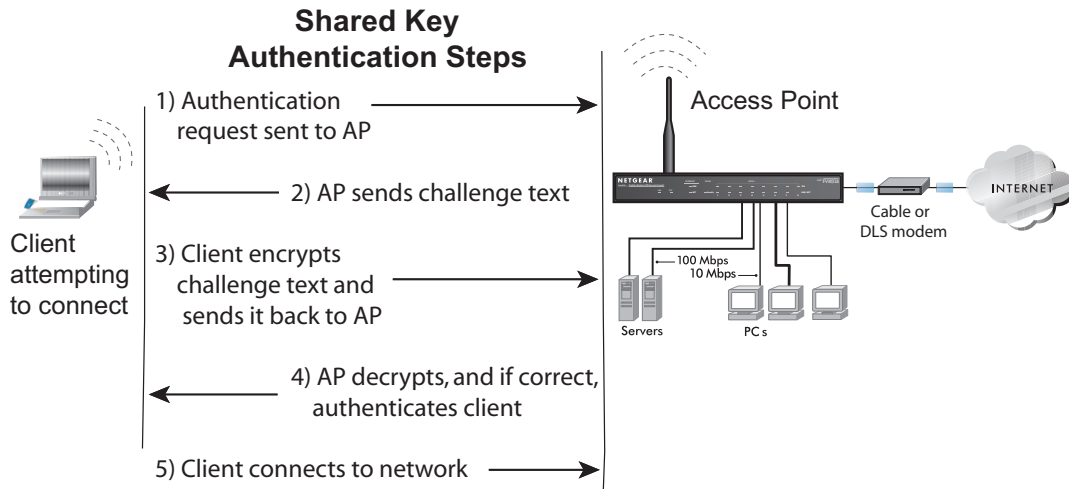 Shared Key
Authentication Steps
1) Authentication
request sent to AP
2) AP sends challenge text
3) Client encrypts
challenge text and
sends it back to AP
4) AP decrypts, and if correct,
authenticates client
5) Client connects to network
Client
attempting
to connect
Access Point
NETGEAR
INTERNET
Cable or
DLS modem
100 Mbps
10 Mbps
Servers
PCs